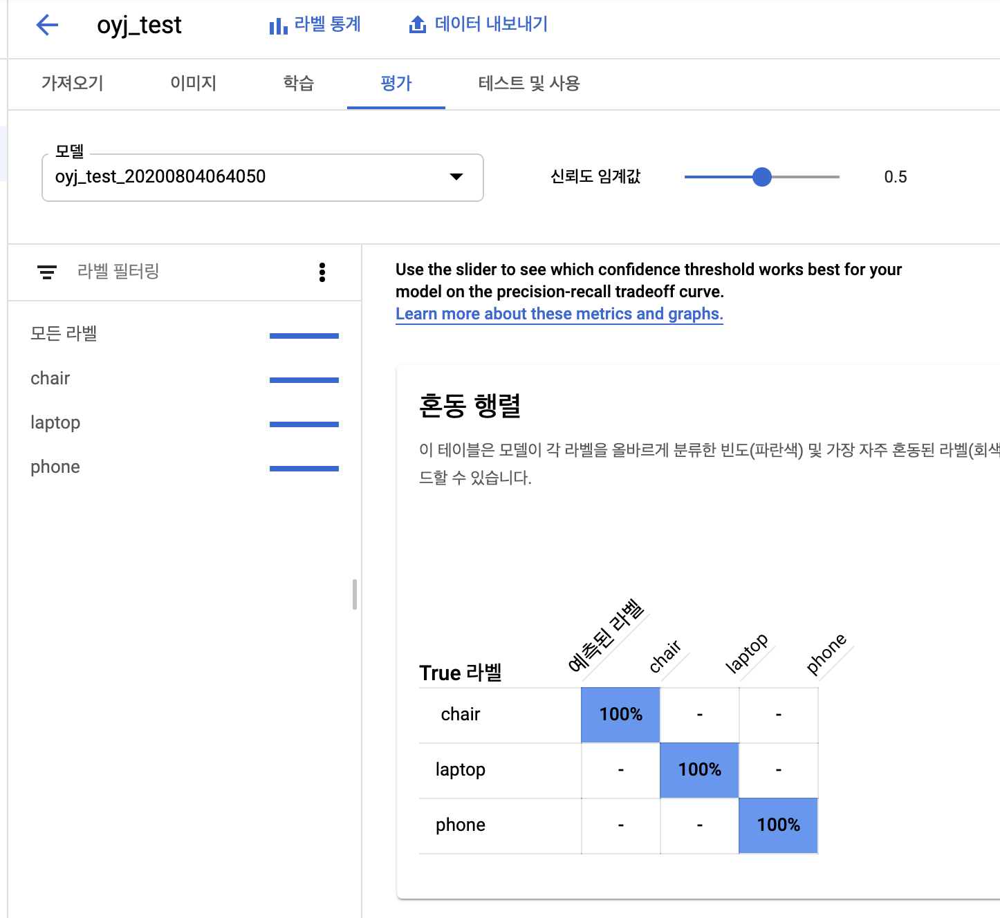 oyj_test
라벨 통계
데이터 내보내기
가져오기
이미지
학습
평가
테스트 및 사용
모델
oyj_test_20200804064050
신뢰도 임계값
0.5
라벨 필터링
모든 라벨
chair
laptop
phone
Use the slider to see which confidence threshold works best for your
model on the precision-recall tradeoff curve.
Learn more about these metrics and graphs.
혼동 행렬
이 테이블은 모델이 각 라벨을 올바르게 분류한 빈도(파란색) 및 가장 자주 혼동된 라벨(회색
드할 수 있습니다.
True 라벨
예측된 라벨
chair
laptop
phone
chair 100% - -
laptop - 100% -
phone - - 100%